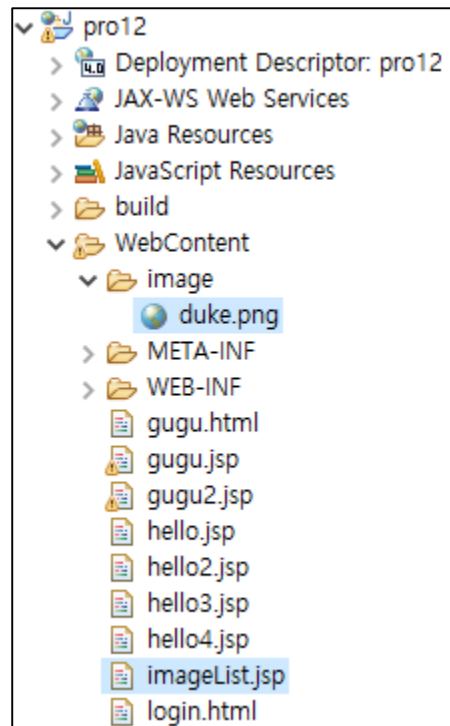 pro12
4.0 Deployment Descriptor: pro12
JAX-WS Web Services
Java Resources
JavaScript Resources
build
WebContent
image
duke.png
META-INF
WEB-INF
gugu.html
gugu.jsp
gugu2.jsp
hello.jsp
hello2.jsp
hello3.jsp
hello4.jsp
imageList.jsp
login.html